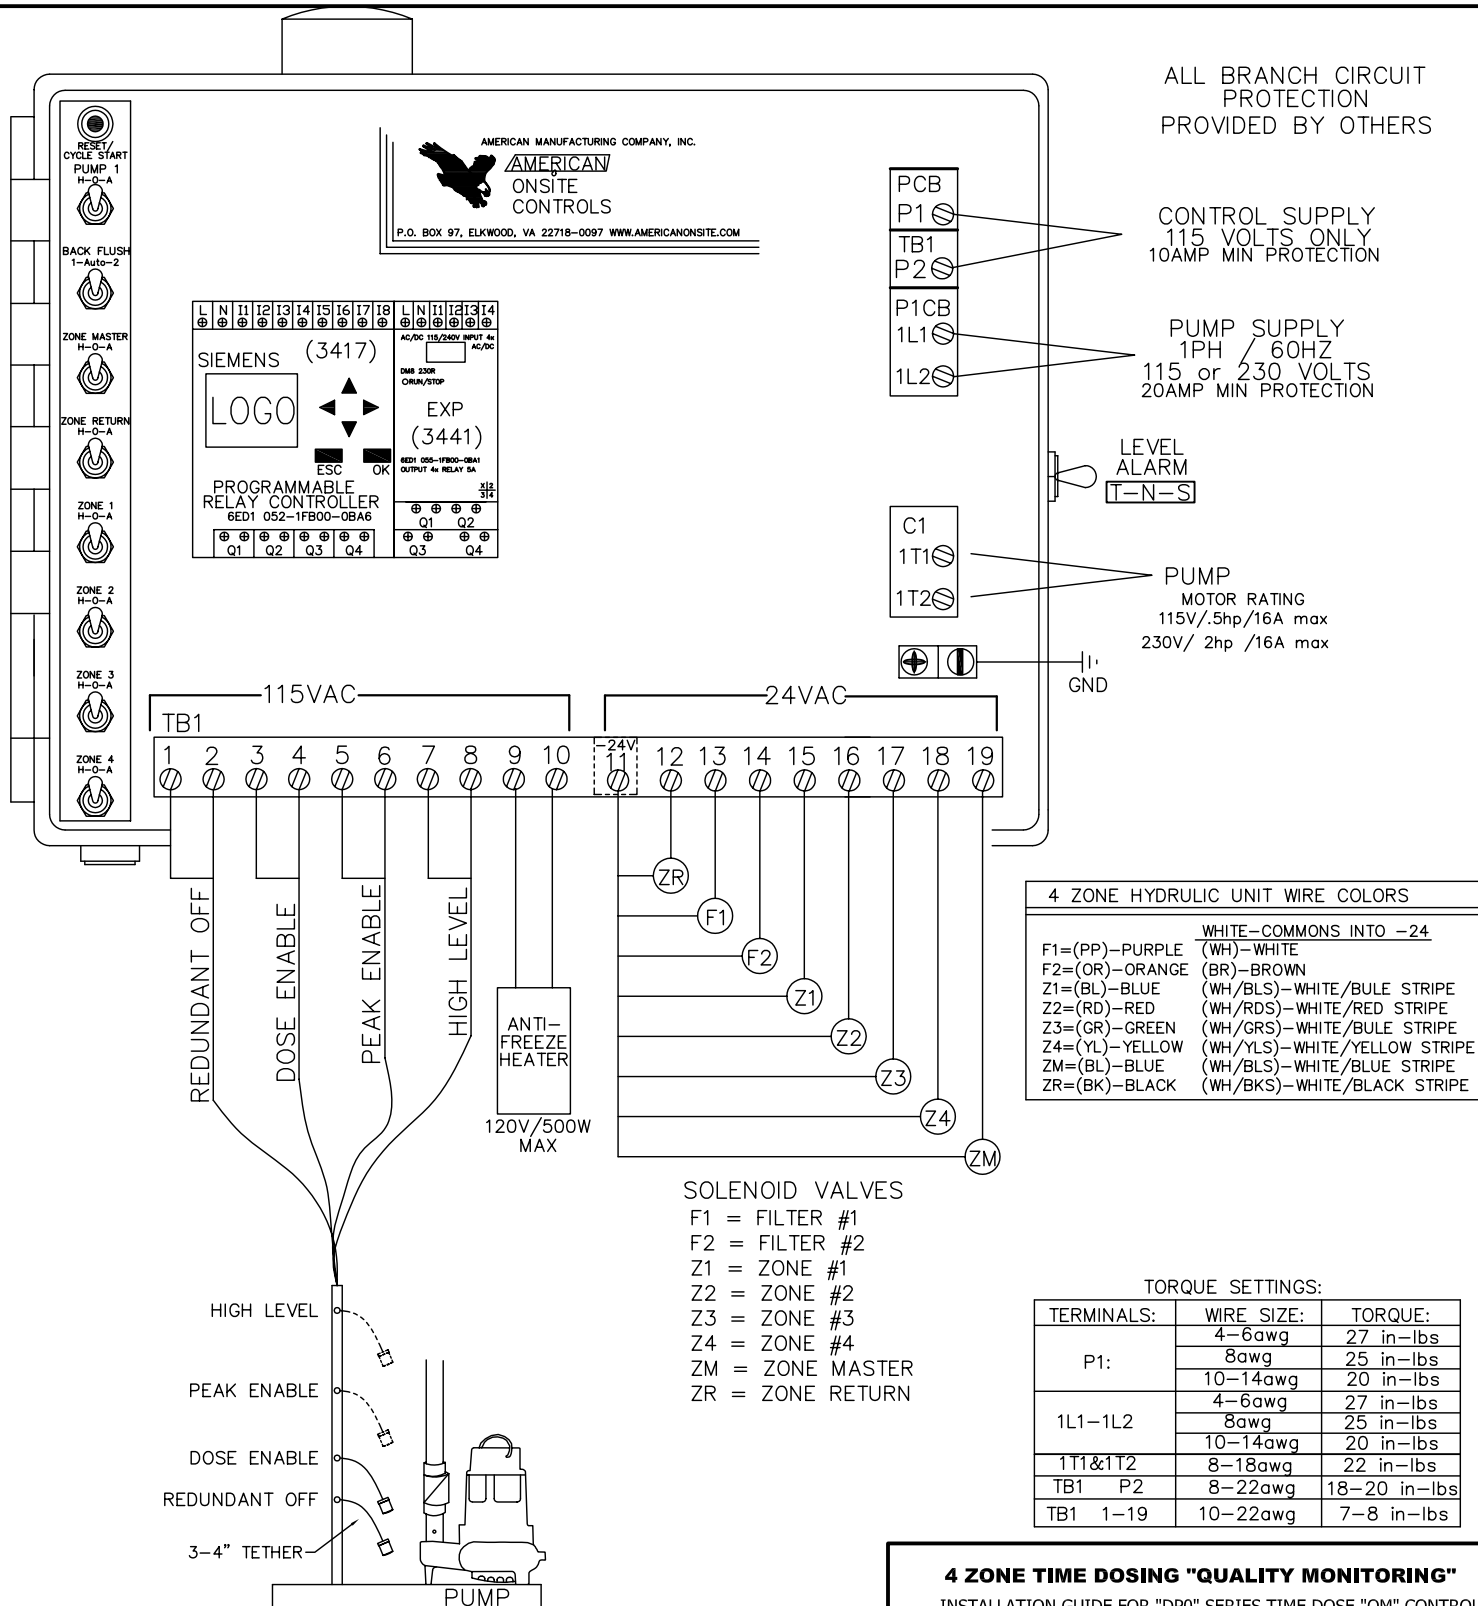 ALL BRANCH CIRCUIT
PROTECTION
PROVIDED BY OTHERS
RESET/
CYCLE START
PUMP 1
H-O-A
BACK FLUSH
1-Auto-2
ZONE MASTER
H-O-A
ZONE RETURN
H-O-A
ZONE 1
H-O-A
ZONE 2
H-O-A
ZONE 3
H-O-A
ZONE 4
H-O-A
AMERICAN MANUFACTURING COMPANY, INC.
AMERICAN
ONSITE
CONTROLS
P.O. BOX 97, ELKWOOD, VA 22718-0097 WWW.AMERICANONSITE.COM
L N I1 I2 I3 I4 I5 I6 I7 I8
SIEMENS (3417)
LOGO
ESC OK
PROGRAMMABLE
RELAY CONTROLLER
6ED1 052-1FB00-0BA6
Q1 Q2 Q3 Q4
L N I1 I2 I3 I4
AC/DC 115/240V INPUT 4x
AC/DC
DM8 230R
RUN/STOP
EXP
(3441)
6ED1 055-1FB00-0BA1
OUTPUT 4x RELAY 5A
X 2
3 4
Q1 Q2
Q3 Q4
PCB
P1
TB1
P2
CONTROL SUPPLY
115 VOLTS ONLY
10AMP MIN PROTECTION
P1CB
1L1
1L2
PUMP SUPPLY
1PH / 60HZ
115 or 230 VOLTS
20AMP MIN PROTECTION
LEVEL
ALARM
T-N-S
C1
1T1
1T2
PUMP
MOTOR RATING
115V/.5hp/16A max
230V/ 2hp /16A max
GND
115VAC
24VAC
TB1
1 2 3 4 5 6 7 8 9 10
-24V
11 12 13 14 15 16 17 18 19
REDUNDANT OFF
DOSE ENABLE
PEAK ENABLE
HIGH LEVEL
ANTI-
FREEZE
HEATER
120V/500W
MAX
ZR
F1
F2
Z1
Z2
Z3
Z4
ZM
4 ZONE HYDRULIC UNIT WIRE COLORS
WHITE-COMMONS INTO -24
F1=(PP)-PURPLE (WH)-WHITE
F2=(OR)-ORANGE (BR)-BROWN
Z1=(BL)-BLUE (WH/BLS)-WHITE/BULE STRIPE
Z2=(RD)-RED (WH/RDS)-WHITE/RED STRIPE
Z3=(GR)-GREEN (WH/GRS)-WHITE/BULE STRIPE
Z4=(YL)-YELLOW (WH/YLS)-WHITE/YELLOW STRIPE
ZM=(BL)-BLUE (WH/BLS)-WHITE/BLUE STRIPE
ZR=(BK)-BLACK (WH/BKS)-WHITE/BLACK STRIPE
SOLENOID VALVES
F1 = FILTER #1
F2 = FILTER #2
Z1 = ZONE #1
Z2 = ZONE #2
Z3 = ZONE #3
Z4 = ZONE #4
ZM = ZONE MASTER
ZR = ZONE RETURN
HIGH LEVEL
PEAK ENABLE
DOSE ENABLE
REDUNDANT OFF
3-4" TETHER
PUMP
TORQUE SETTINGS:
TERMINALS: WIRE SIZE: TORQUE:
P1: 4-6awg 27 in-lbs
8awg 25 in-lbs
10-14awg 20 in-lbs
1L1-1L2 4-6awg 27 in-lbs
8awg 25 in-lbs
10-14awg 20 in-lbs
1T1&1T2 8-18awg 22 in-lbs
TB1 P2 8-22awg 18-20 in-lbs
TB1 1-19 10-22awg 7-8 in-lbs
4 ZONE TIME DOSING "QUALITY MONITORING"
INSTALLATION GUIDE FOR "DP0" SERIES TIME DOSE "QM" CONTROL